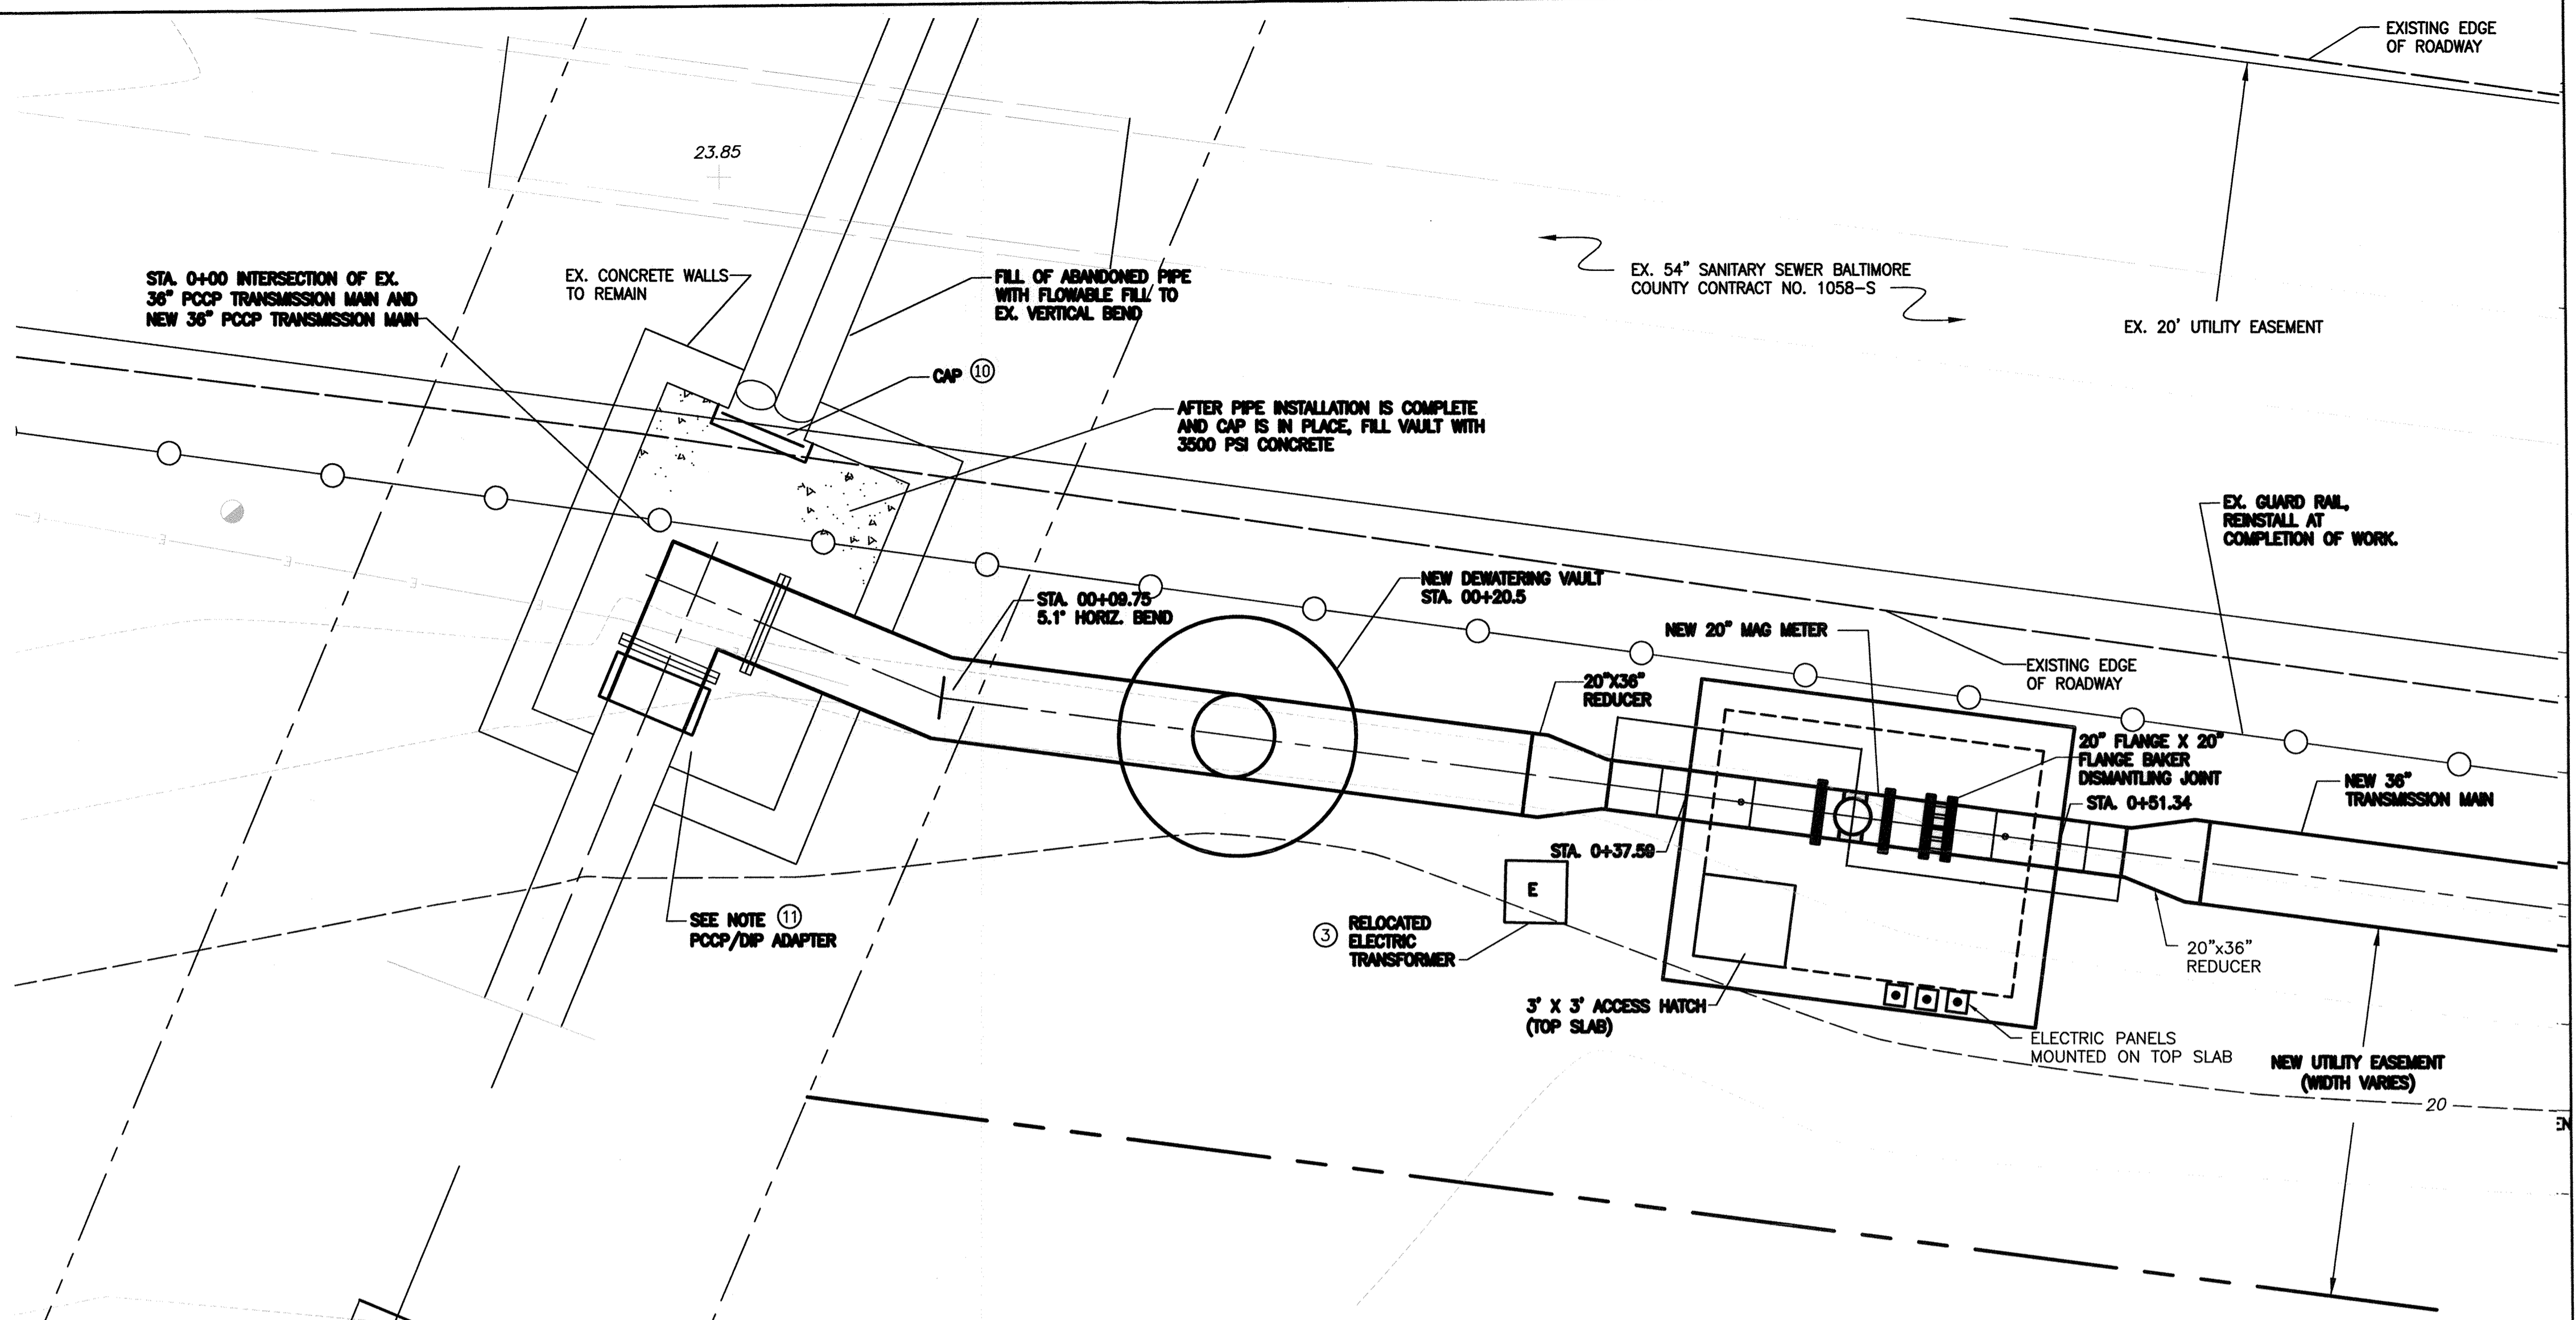 EXISTING EDGE
OF ROADWAY
23.85
STA. 0+00 INTERSECTION OF EX.
36" PCCP TRANSMISSION MAIN AND
NEW 36" PCCP TRANSMISSION MAIN
EX. CONCRETE WALLS
TO REMAIN
FILL OF ABANDONED PIPE
WITH FLOWABLE FILL TO
EX. VERTICAL BEND
EX. 54" SANITARY SEWER BALTIMORE
COUNTY CONTRACT NO. 1058-S
EX. 20' UTILITY EASEMENT
CAP 10
AFTER PIPE INSTALLATION IS COMPLETE
AND CAP IS IN PLACE, FILL VAULT WITH
3500 PSI CONCRETE
EX. GUARD RAIL,
REINSTALL AT
COMPLETION OF WORK.
STA. 00+09.75
5.1° HORIZ. BEND
NEW DEWATERING VAULT
STA. 00+20.5
NEW 20" MAG METER
EXISTING EDGE
OF ROADWAY
20"X36"
REDUCER
20" FLANGE X 20"
FLANGE BAKER
DISMANTLING JOINT
NEW 36"
TRANSMISSION MAIN
STA. 0+51.34
STA. 0+37.59
E
SEE NOTE 11
PCCP/DIP ADAPTER
3 RELOCATED
ELECTRIC
TRANSFORMER
20"x36"
REDUCER
3' X 3' ACCESS HATCH
(TOP SLAB)
ELECTRIC PANELS
MOUNTED ON TOP SLAB
NEW UTILITY EASEMENT
(WIDTH VARIES)
20
EN